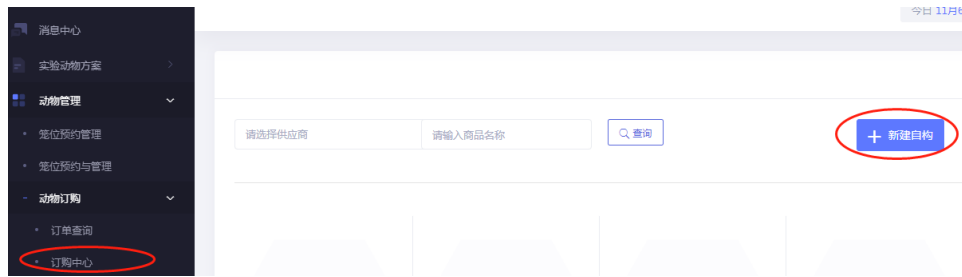 今日 11月6
消息中心
实验动物方案
动物管理
笼位预约管理
笼位预约与管理
动物订购
订单查询
订购中心
请选择供应商
请输入商品名称
查询
新建自构